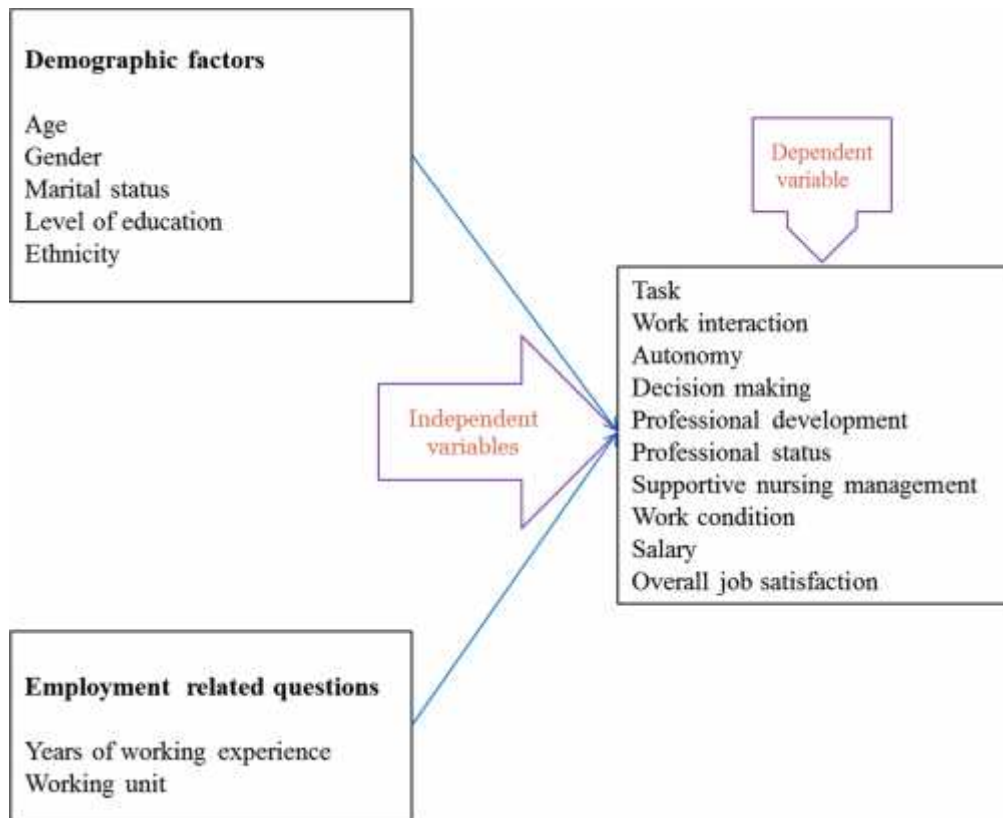 Demographic factors
Age
Gender
Marital status
Level of education
Ethnicity
Dependent
variable
Independent
variables
Task
Work interaction
Autonomy
Decision making
Professional development
Professional status
Supportive nursing management
Work condition
Salary
Overall job satisfaction
Employment related questions
Years of working experience
Working unit